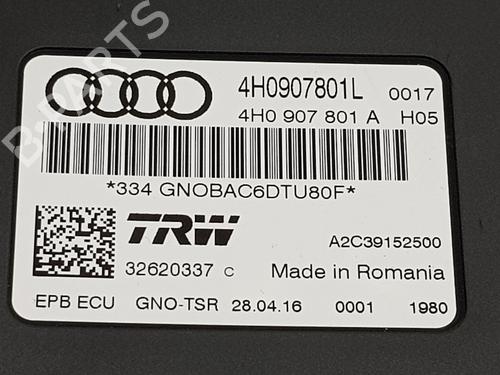 4H0907801L 0017
4H0 907 801 A H05
*334 GNOBAC6DTU80F*
TRW A2C39152500
32620337 C Made in Romania
EPB ECU GNO-TSR 28.04.16 0001 1980
B-PARTS